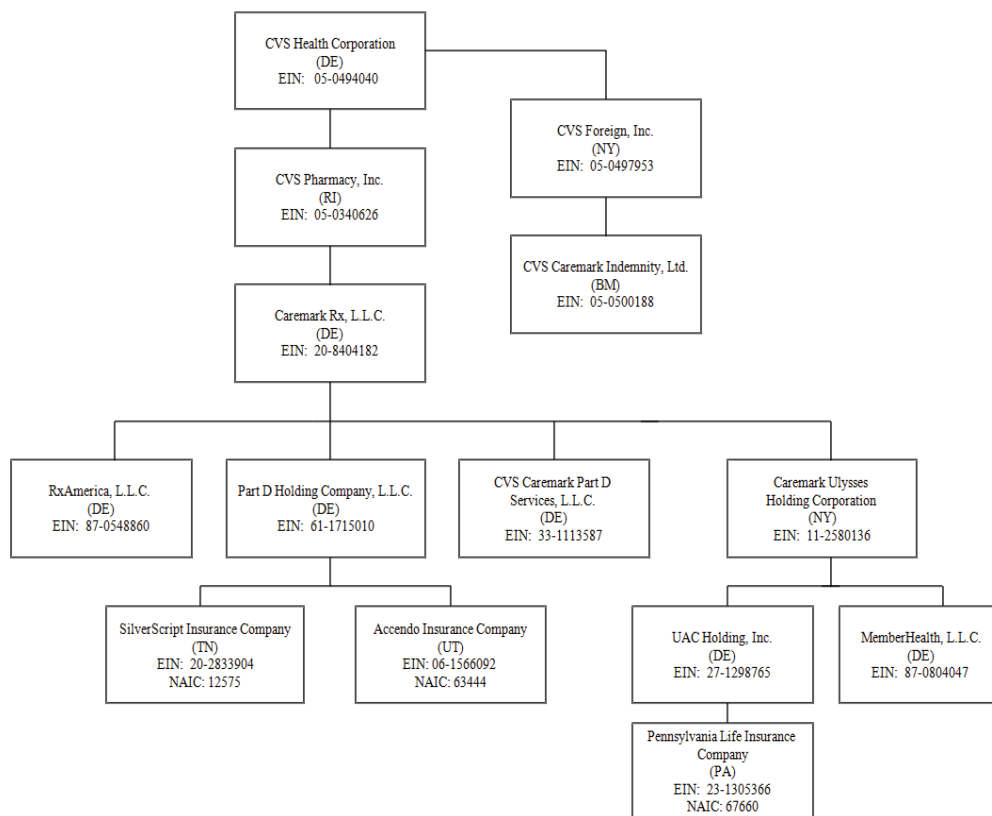 CVS Health Corporation
(DE)
EIN: 05-0494040
CVS Foreign, Inc.
(NY)
EIN: 05-0497953
CVS Pharmacy, Inc.
(RI)
EIN: 05-0340626
CVS Caremark Indemnity, Ltd.
(BM)
EIN: 05-0500188
Caremark Rx, L.L.C.
(DE)
EIN: 20-8404182
RxAmerica, L.L.C.
(DE)
EIN: 87-0548860
Part D Holding Company, L.L.C.
(DE)
EIN: 61-1715010
CVS Caremark Part D
Services, L.L.C.
(DE)
EIN: 33-1113587
Caremark Ulysses
Holding Corporation
(NY)
EIN: 11-2580136
SilverScript Insurance Company
(TN)
EIN: 20-2833904
NAIC: 12575
Accendo Insurance Company
(UT)
EIN: 06-1566092
NAIC: 63444
UAC Holding, Inc.
(DE)
EIN: 27-1298765
MemberHealth, L.L.C.
(DE)
EIN: 87-0804047
Pennsylvania Life Insurance
Company
(PA)
EIN: 23-1305366
NAIC: 67660